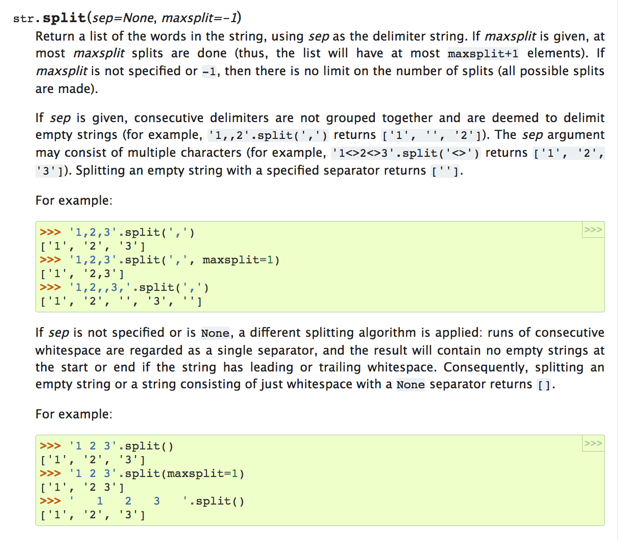 str.split(sep=None, maxsplit=-1)
Return a list of the words in the string, using sep as the delimiter string. If maxsplit is given, at
most maxsplit splits are done (thus, the list will have at most maxsplit+1 elements). If
maxsplit is not specified or -1, then there is no limit on the number of splits (all possible splits
are made).
If sep is given, consecutive delimiters are not grouped together and are deemed to delimit
empty strings (for example, '1,,2'.split(',') returns ['1', '', '2']). The sep argument
may consist of multiple characters (for example, '1<>2<>3'.split('<>') returns ['1', '2',
'3']). Splitting an empty string with a specified separator returns [''].
For example:
>>> '1,2,3'.split(',') >>>
['1', '2', '3']
>>> '1,2,3'.split(',', maxsplit=1)
['1', '2,3']
>>> '1,2,,3,'.split(',')
['1', '2', '', '3', '']
If sep is not specified or is None, a different splitting algorithm is applied: runs of consecutive
whitespace are regarded as a single separator, and the result will contain no empty strings at
the start or end if the string has leading or trailing whitespace. Consequently, splitting an
empty string or a string consisting of just whitespace with a None separator returns [].
For example:
>>> '1 2 3'.split() >>>
['1', '2', '3']
>>> '1 2 3'.split(maxsplit=1)
['1', '2 3']
>>> '   1   2   3   '.split()
['1', '2', '3']